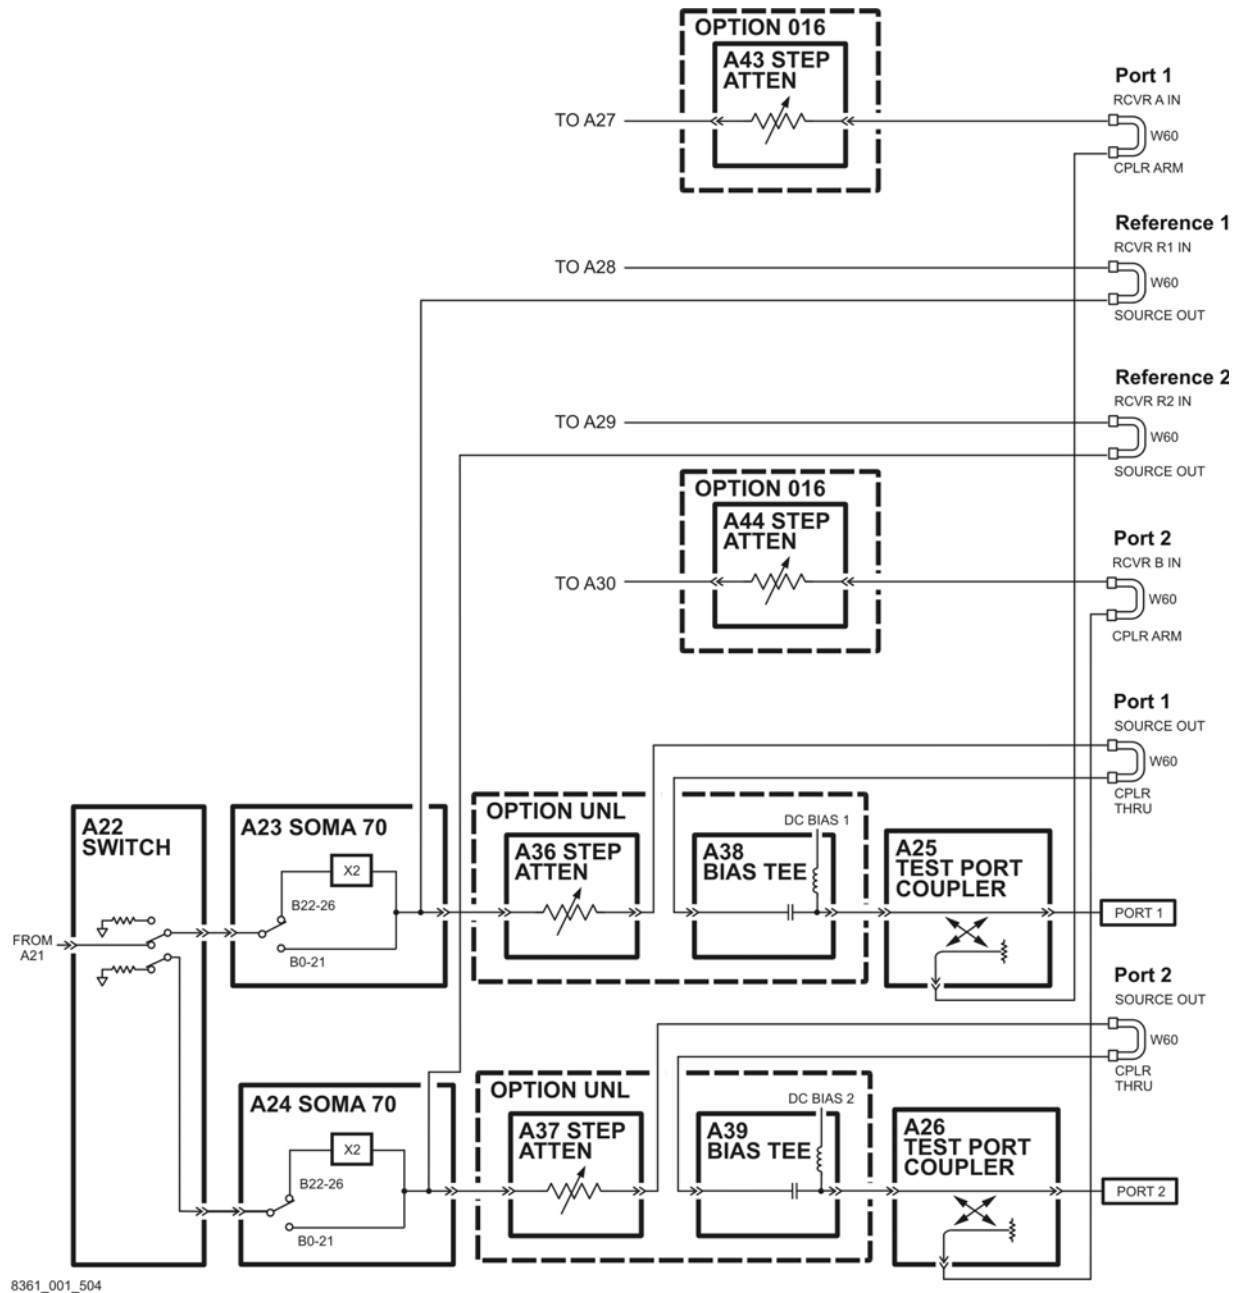 OPTION 016
A43 STEP
ATTEN
TO A27
Port 1
RCVR A IN
W60
CPLR ARM
Reference 1
RCVR R1 IN
TO A28
W60
SOURCE OUT
Reference 2
RCVR R2 IN
TO A29
W60
SOURCE OUT
OPTION 016
A44 STEP
ATTEN
TO A30
Port 2
RCVR B IN
W60
CPLR ARM
Port 1
SOURCE OUT
W60
CPLR
THRU
A22
SWITCH
FROM
A21
A23 SOMA 70
X2
B22-26
B0-21
OPTION UNL
A36 STEP
ATTEN
DC BIAS 1
A38
BIAS TEE
A25
TEST PORT
COUPLER
PORT 1
Port 2
SOURCE OUT
W60
CPLR
THRU
A24 SOMA 70
X2
B22-26
B0-21
OPTION UNL
A37 STEP
ATTEN
DC BIAS 2
A39
BIAS TEE
A26
TEST PORT
COUPLER
PORT 2
8361_001_504